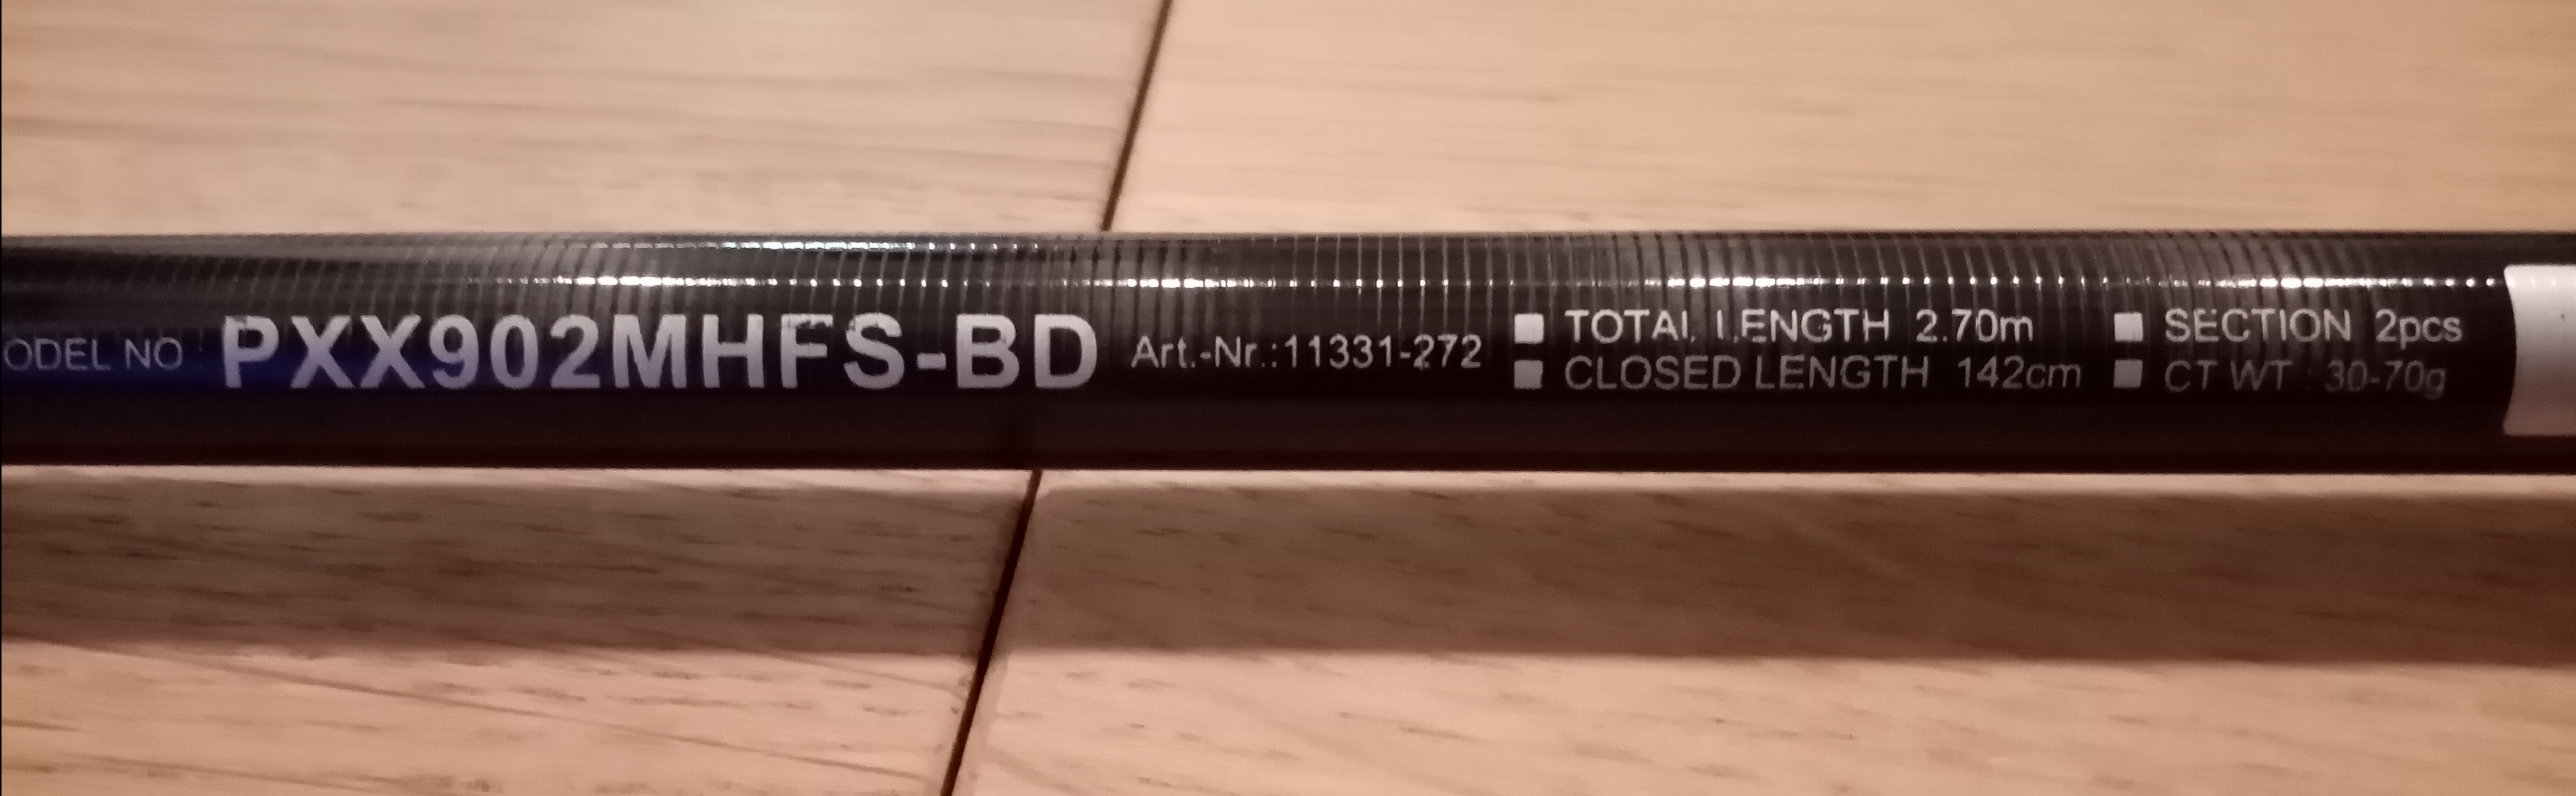 ODEL NO : PXX902MHFS-BD Art.-Nr.:11331-272
■ TOTAL LENGTH 2.70m ■ SECTION 2pcs
■ CLOSED LENGTH 142cm ■ CT WT : 30-70g